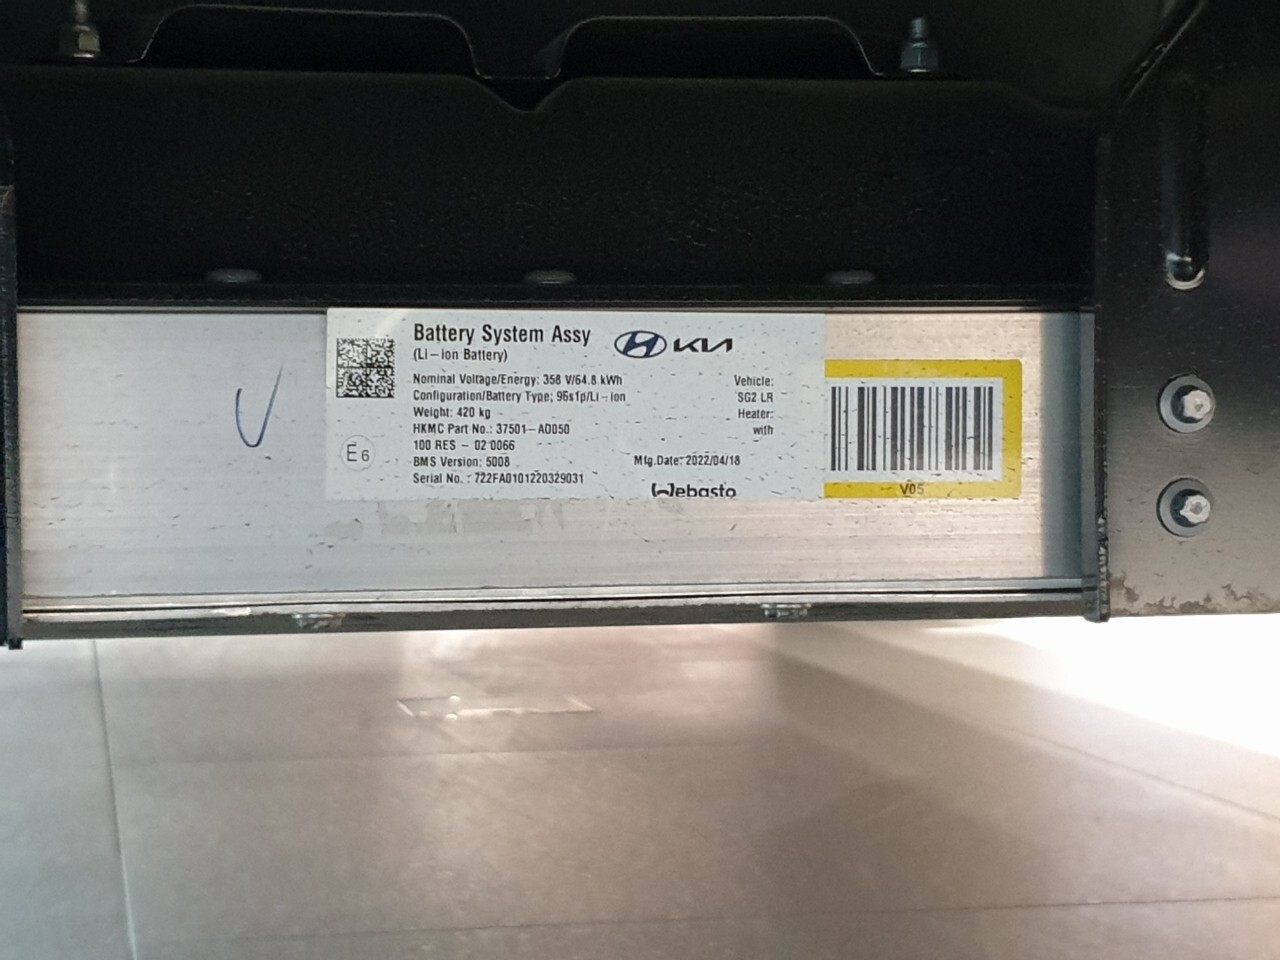 Battery System Assy
(Li-ion Battery)
KIA
Nominal Voltage/Energy: 358 V/64.8 kWh
Configuration/Battery Type: 96s1p/Li-ion
Weight: 420 kg
HKMC Part No.: 37501-AO050
100 RES - 02 0066
BMS Version: 5008
Serial No. : 722FA0101220329031
Vehicle:
SG2 LR
Heater:
with
Mfg.Date: 2022/04/18
Webasto
E6
V05